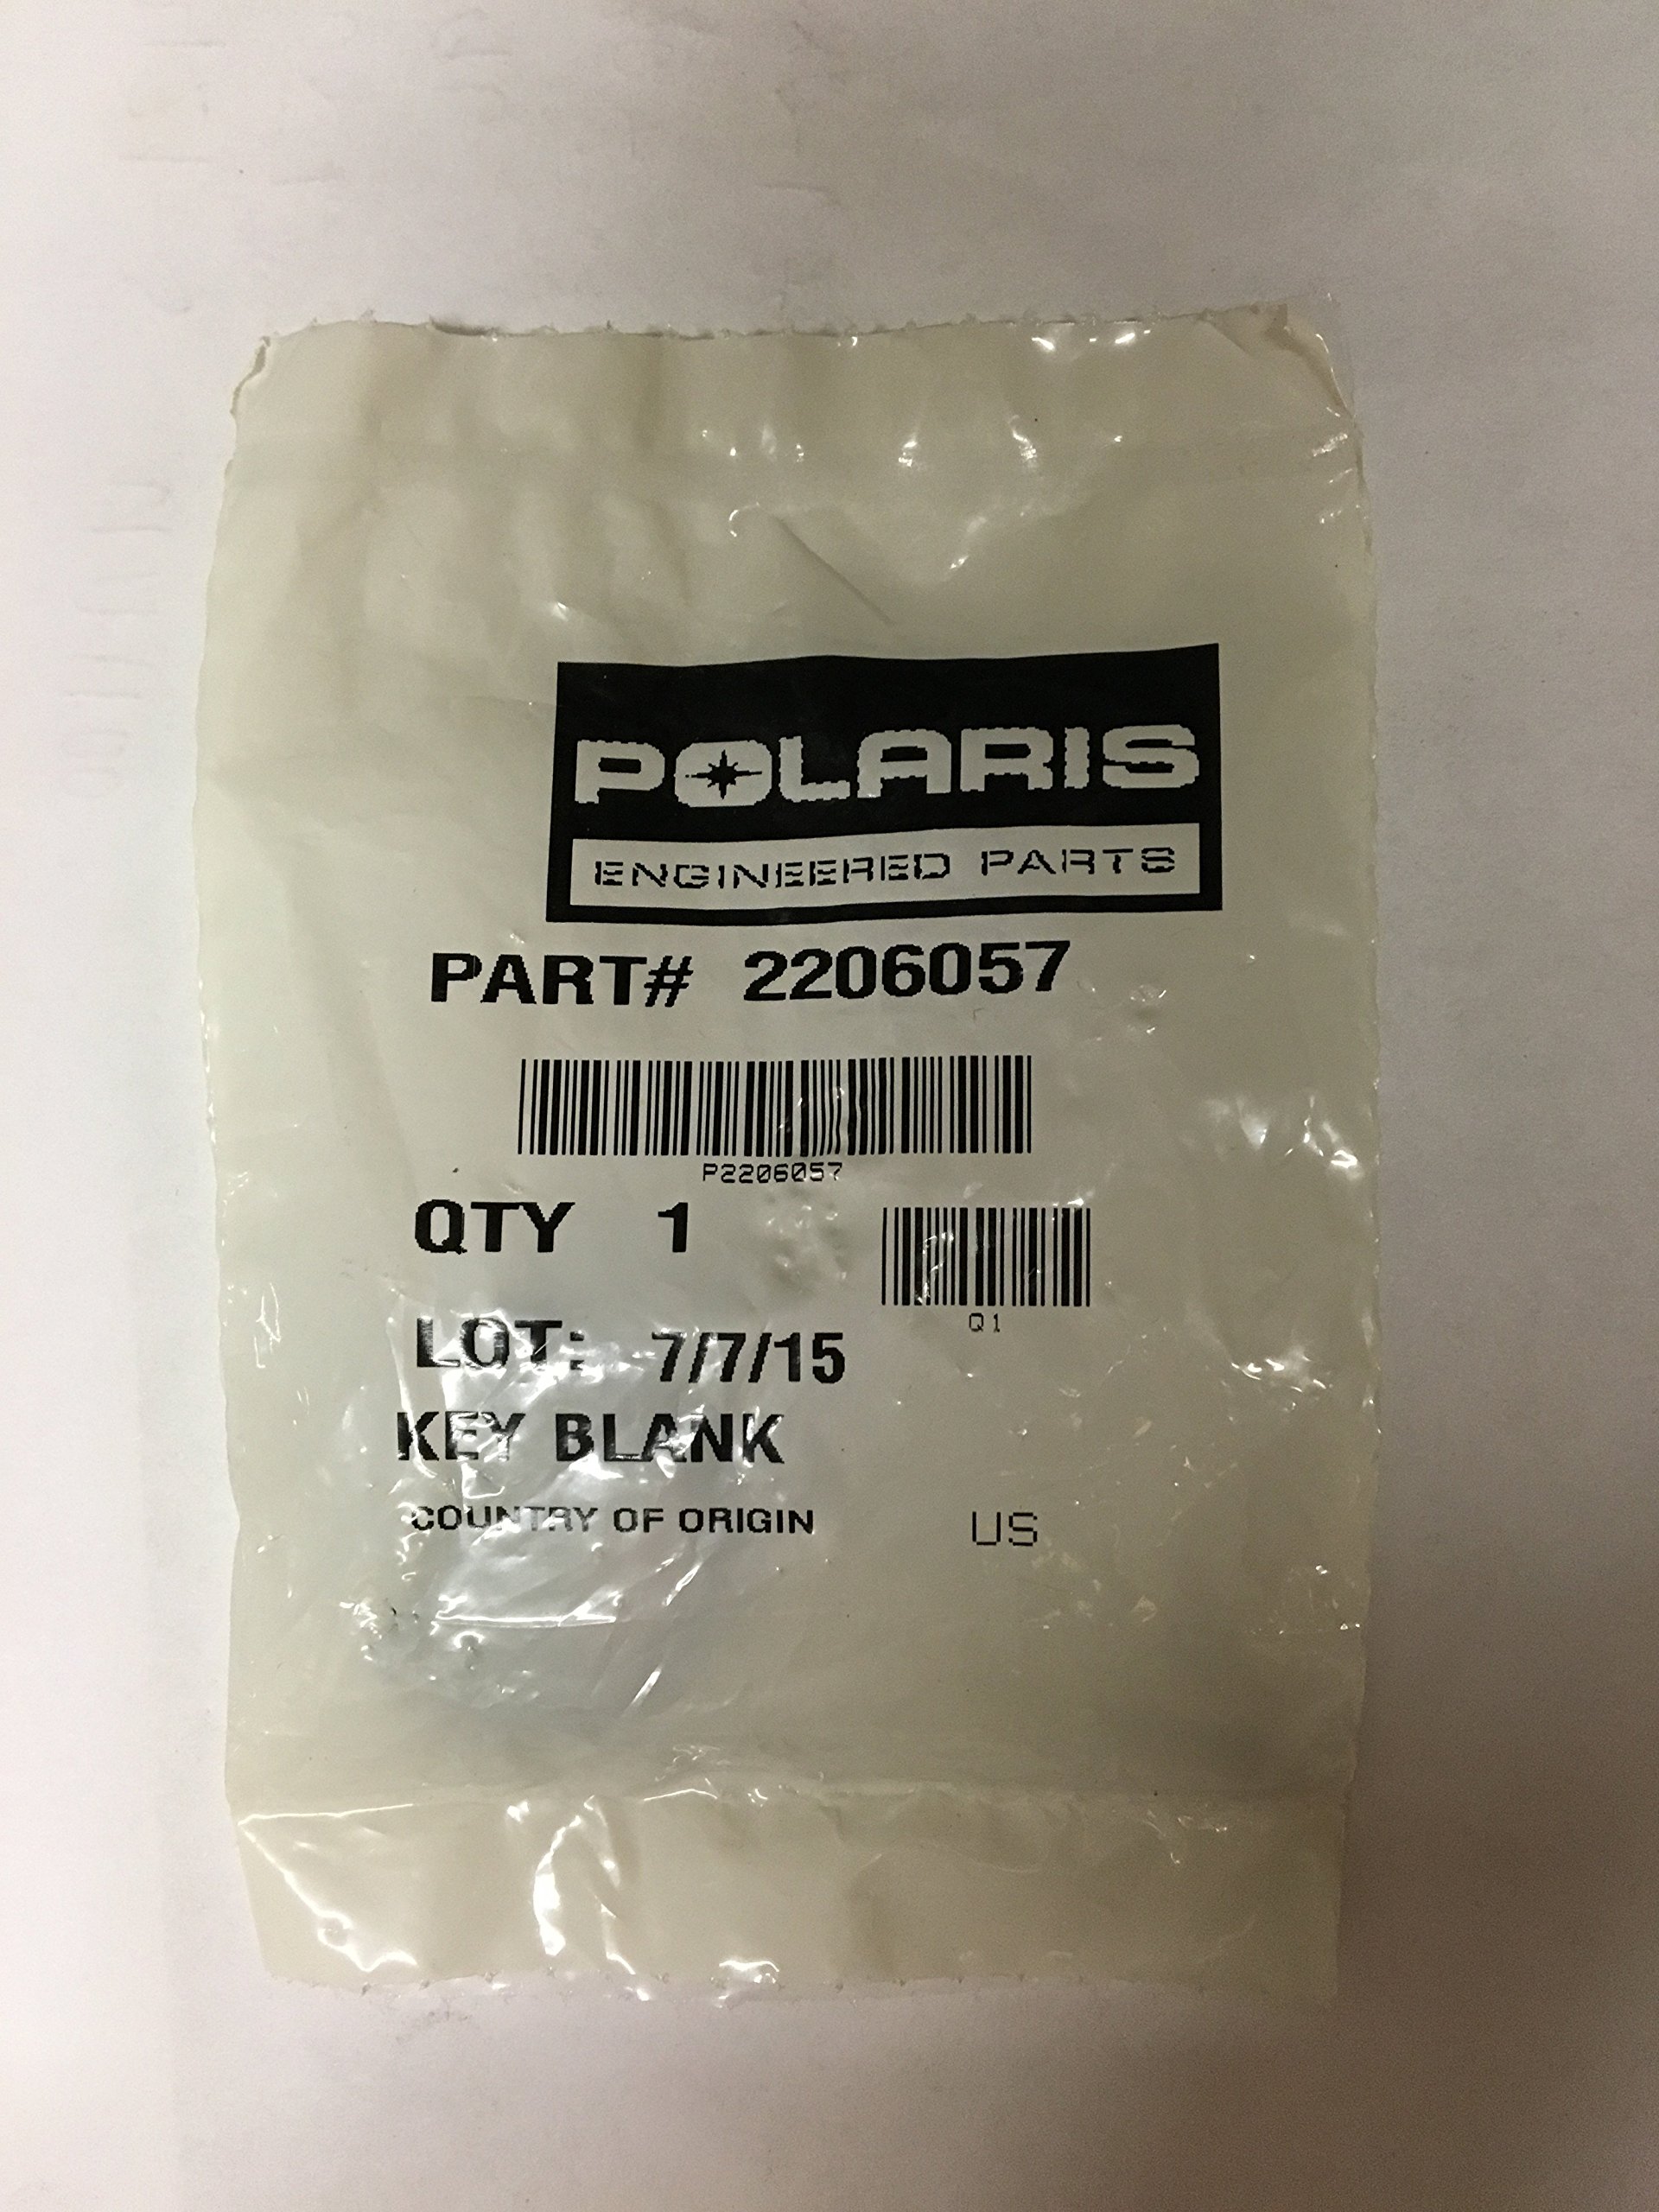 POLARIS
ENGINEERED PARTS
PART# 2206057
P2206057
QTY 1
Q1
LOT: 7/7/15
KEY BLANK
COUNTRY OF ORIGIN US